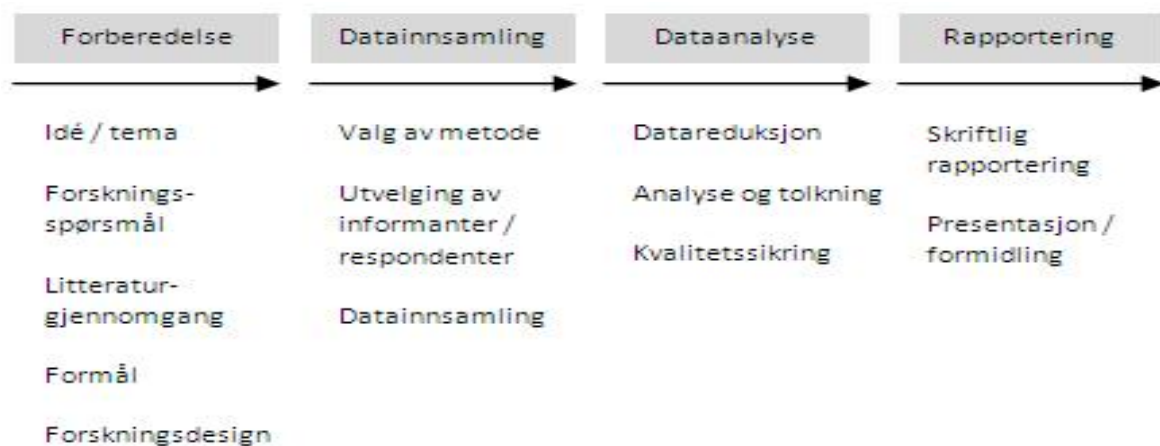 Forberedelse
Datainnsamling
Dataanalyse
Rapportering
Idé / tema
Forsknings-
spørsmål
Litteratur-
gjennomgang
Formål
Forskningsdesign
Valg av metode
Utvelging av
informanter /
respondenter
Datainnsamling
Datareduksjon
Analyse og tolkning
Kvalitetssikring
Skriftlig
rapportering
Presentasjon /
formidling